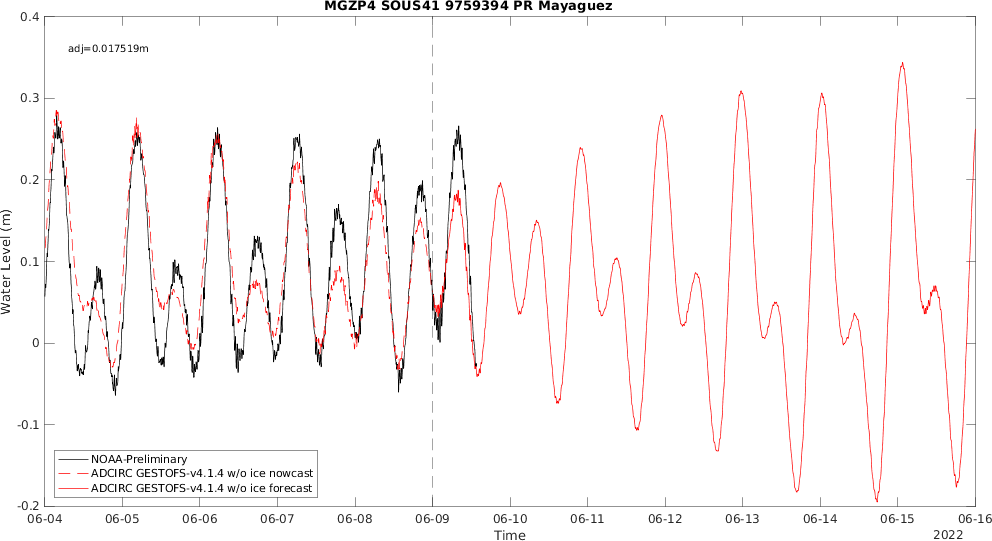 MGZP4 SOUS41 9759394 PR Mayaguez
adj=0.017519m
0.4
0.3
0.2
0.1
0
-0.1
-0.2
Water Level (m)
NOAA-Preliminary
ADCIRC GESTOFS-v4.1.4 w/o ice nowcast
ADCIRC GESTOFS-v4.1.4 w/o ice forecast
06-04 06-05 06-06 06-07 06-08 06-09 06-10 06-11 06-12 06-13 06-14 06-15 06-16
Time
2022